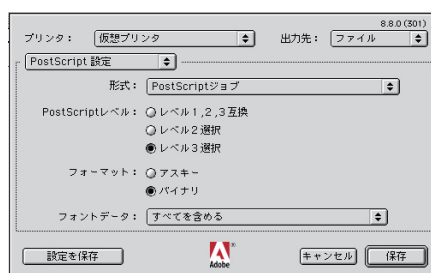 8.8.0 (301)
プリンタ： 仮想プリンタ 出力先： ファイル
PostScript 設定
形式： PostScriptジョブ
PostScriptレベル： レベル1,2,3互換
レベル2選択
レベル3選択
フォーマット： アスキー
バイナリ
フォントデータ： すべてを含める
設定を保存 Adobe キャンセル 保存